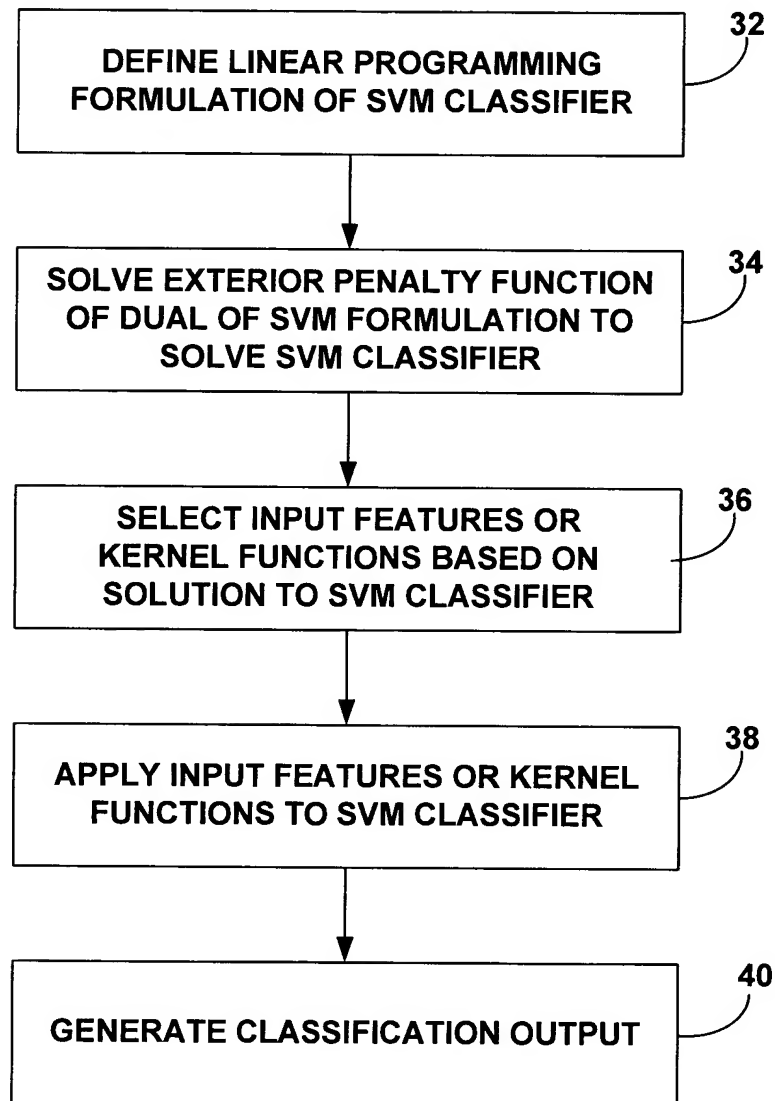 32
DEFINE LINEAR PROGRAMMING
FORMULATION OF SVM CLASSIFIER
34
SOLVE EXTERIOR PENALTY FUNCTION
OF DUAL OF SVM FORMULATION TO
SOLVE SVM CLASSIFIER
36
SELECT INPUT FEATURES OR
KERNEL FUNCTIONS BASED ON
SOLUTION TO SVM CLASSIFIER
38
APPLY INPUT FEATURES OR KERNEL
FUNCTIONS TO SVM CLASSIFIER
40
GENERATE CLASSIFICATION OUTPUT